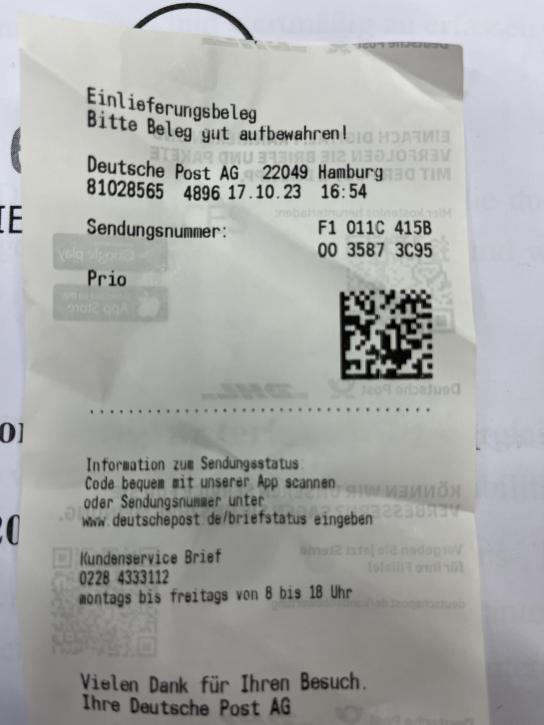 Einlieferungsbeleg
Bitte Beleg gut aufbewahren!
Deutsche Post AG 22049 Hamburg
81028565 4896 17.10.23 16:54
Sendungsnummer: F1 011C 415B
00 3587 3C95
Prio
Information zum Sendungsstatus:
Code bequem mit unserer App scannen
oder Sendungsnummer unter
www.deutschepost.de/briefstatus eingeben
Kundenservice Brief
0228 4333112
montags bis freitags von 8 bis 18 Uhr
Vielen Dank für Ihren Besuch.
Ihre Deutsche Post AG